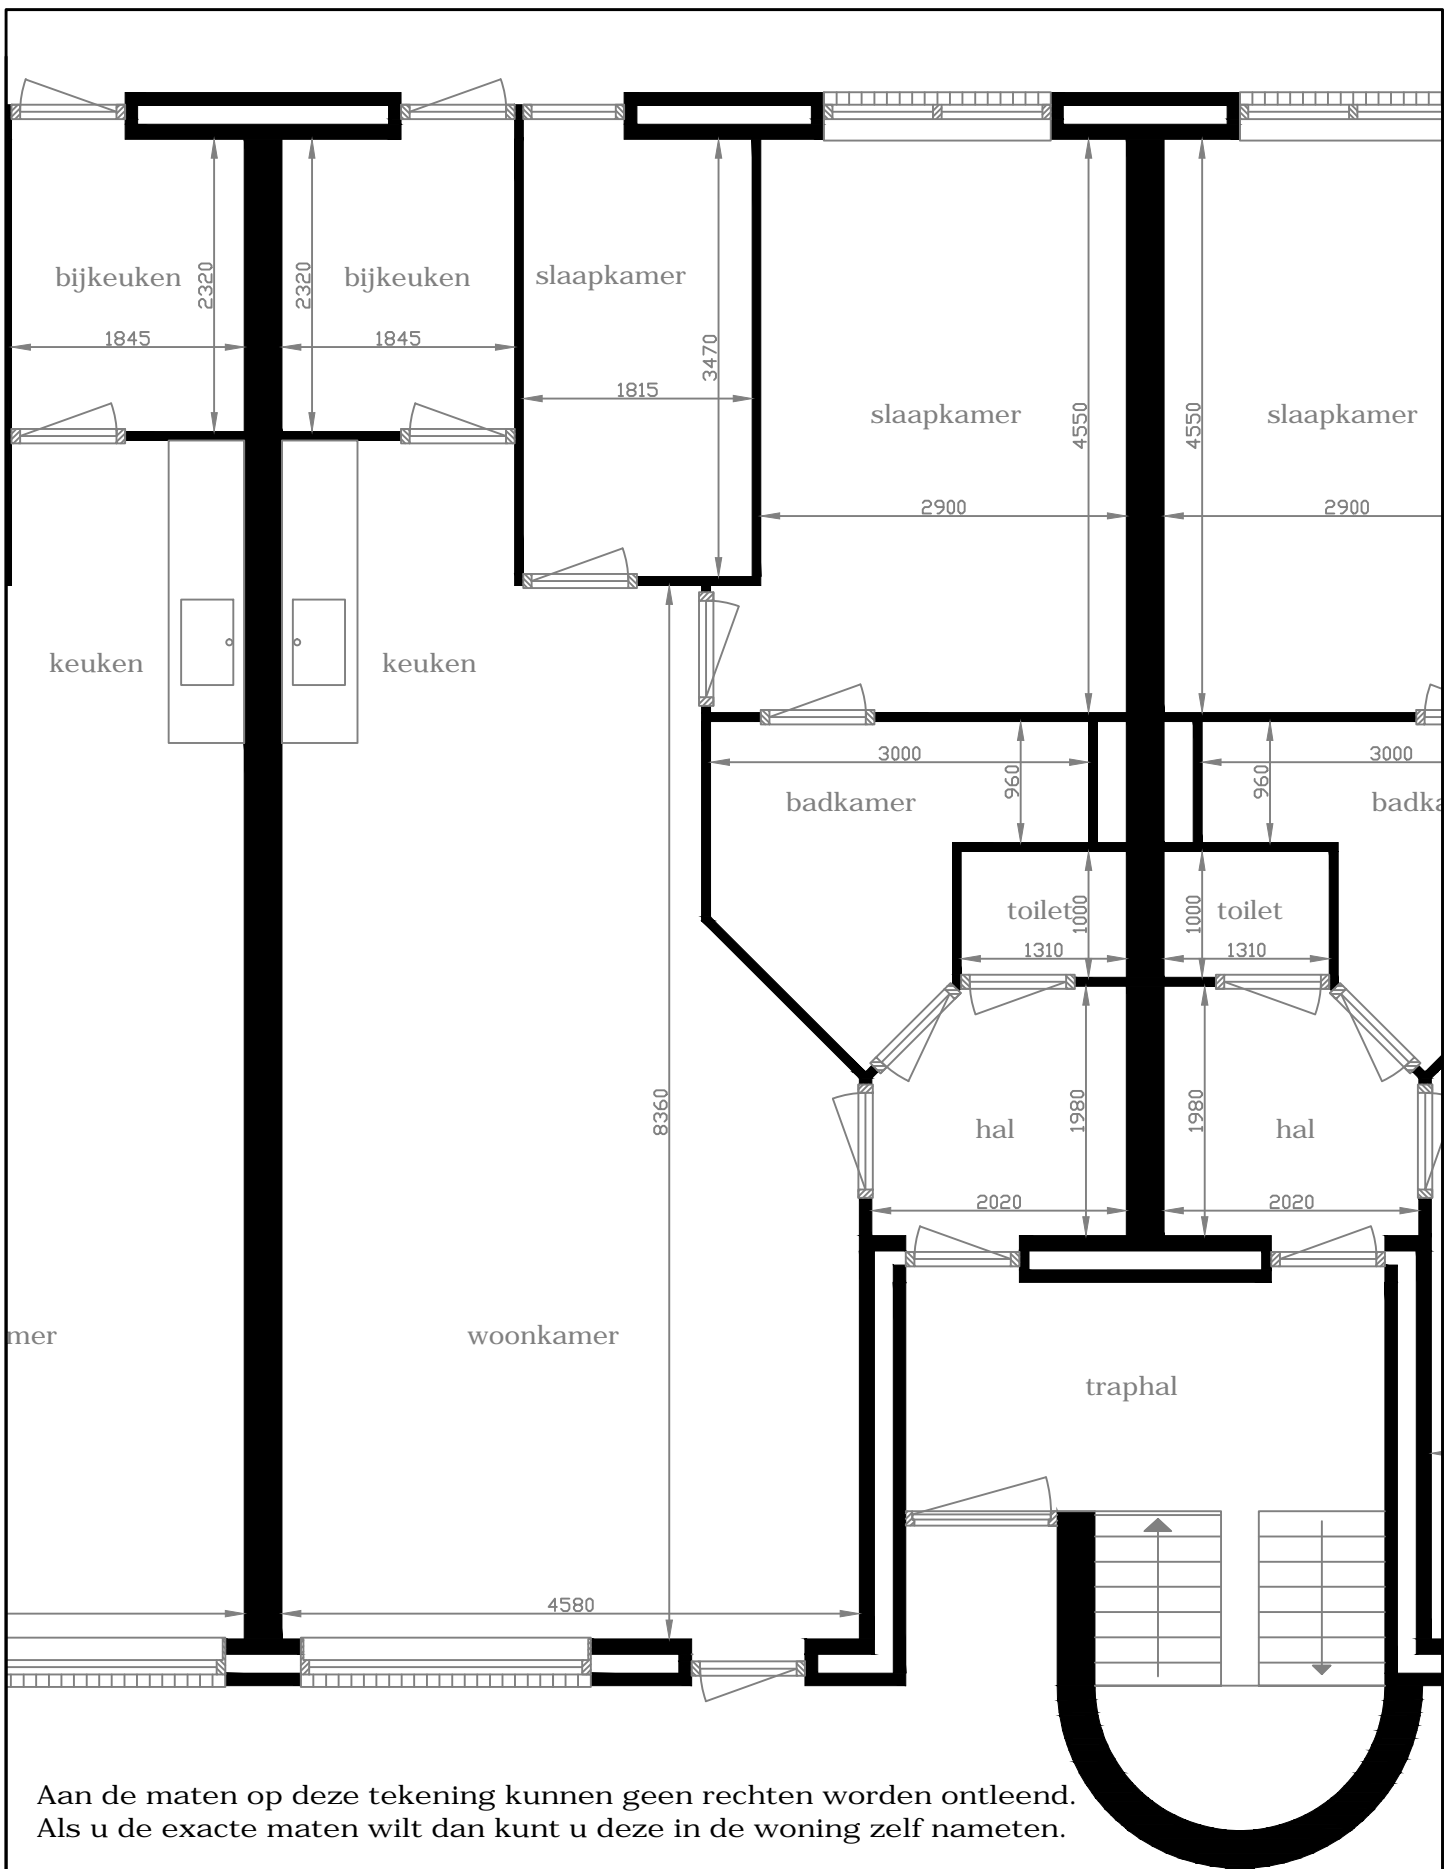 bijkeuken
2320
2320
bijkeuken
slaapkamer
1845
1845
3470
1815
slaapkamer
4550
4550
slaapkamer
2900
2900
keuken
keuken
3000
960
960
3000
badkamer
badka
toilet
1000
1000
toilet
1310
1310
8360
hal
1980
1980
hal
2020
2020
mer
woonkamer
traphal
4580
Aan de maten op deze tekening kunnen geen rechten worden ontleend.
Als u de exacte maten wilt dan kunt u deze in de woning zelf nameten.